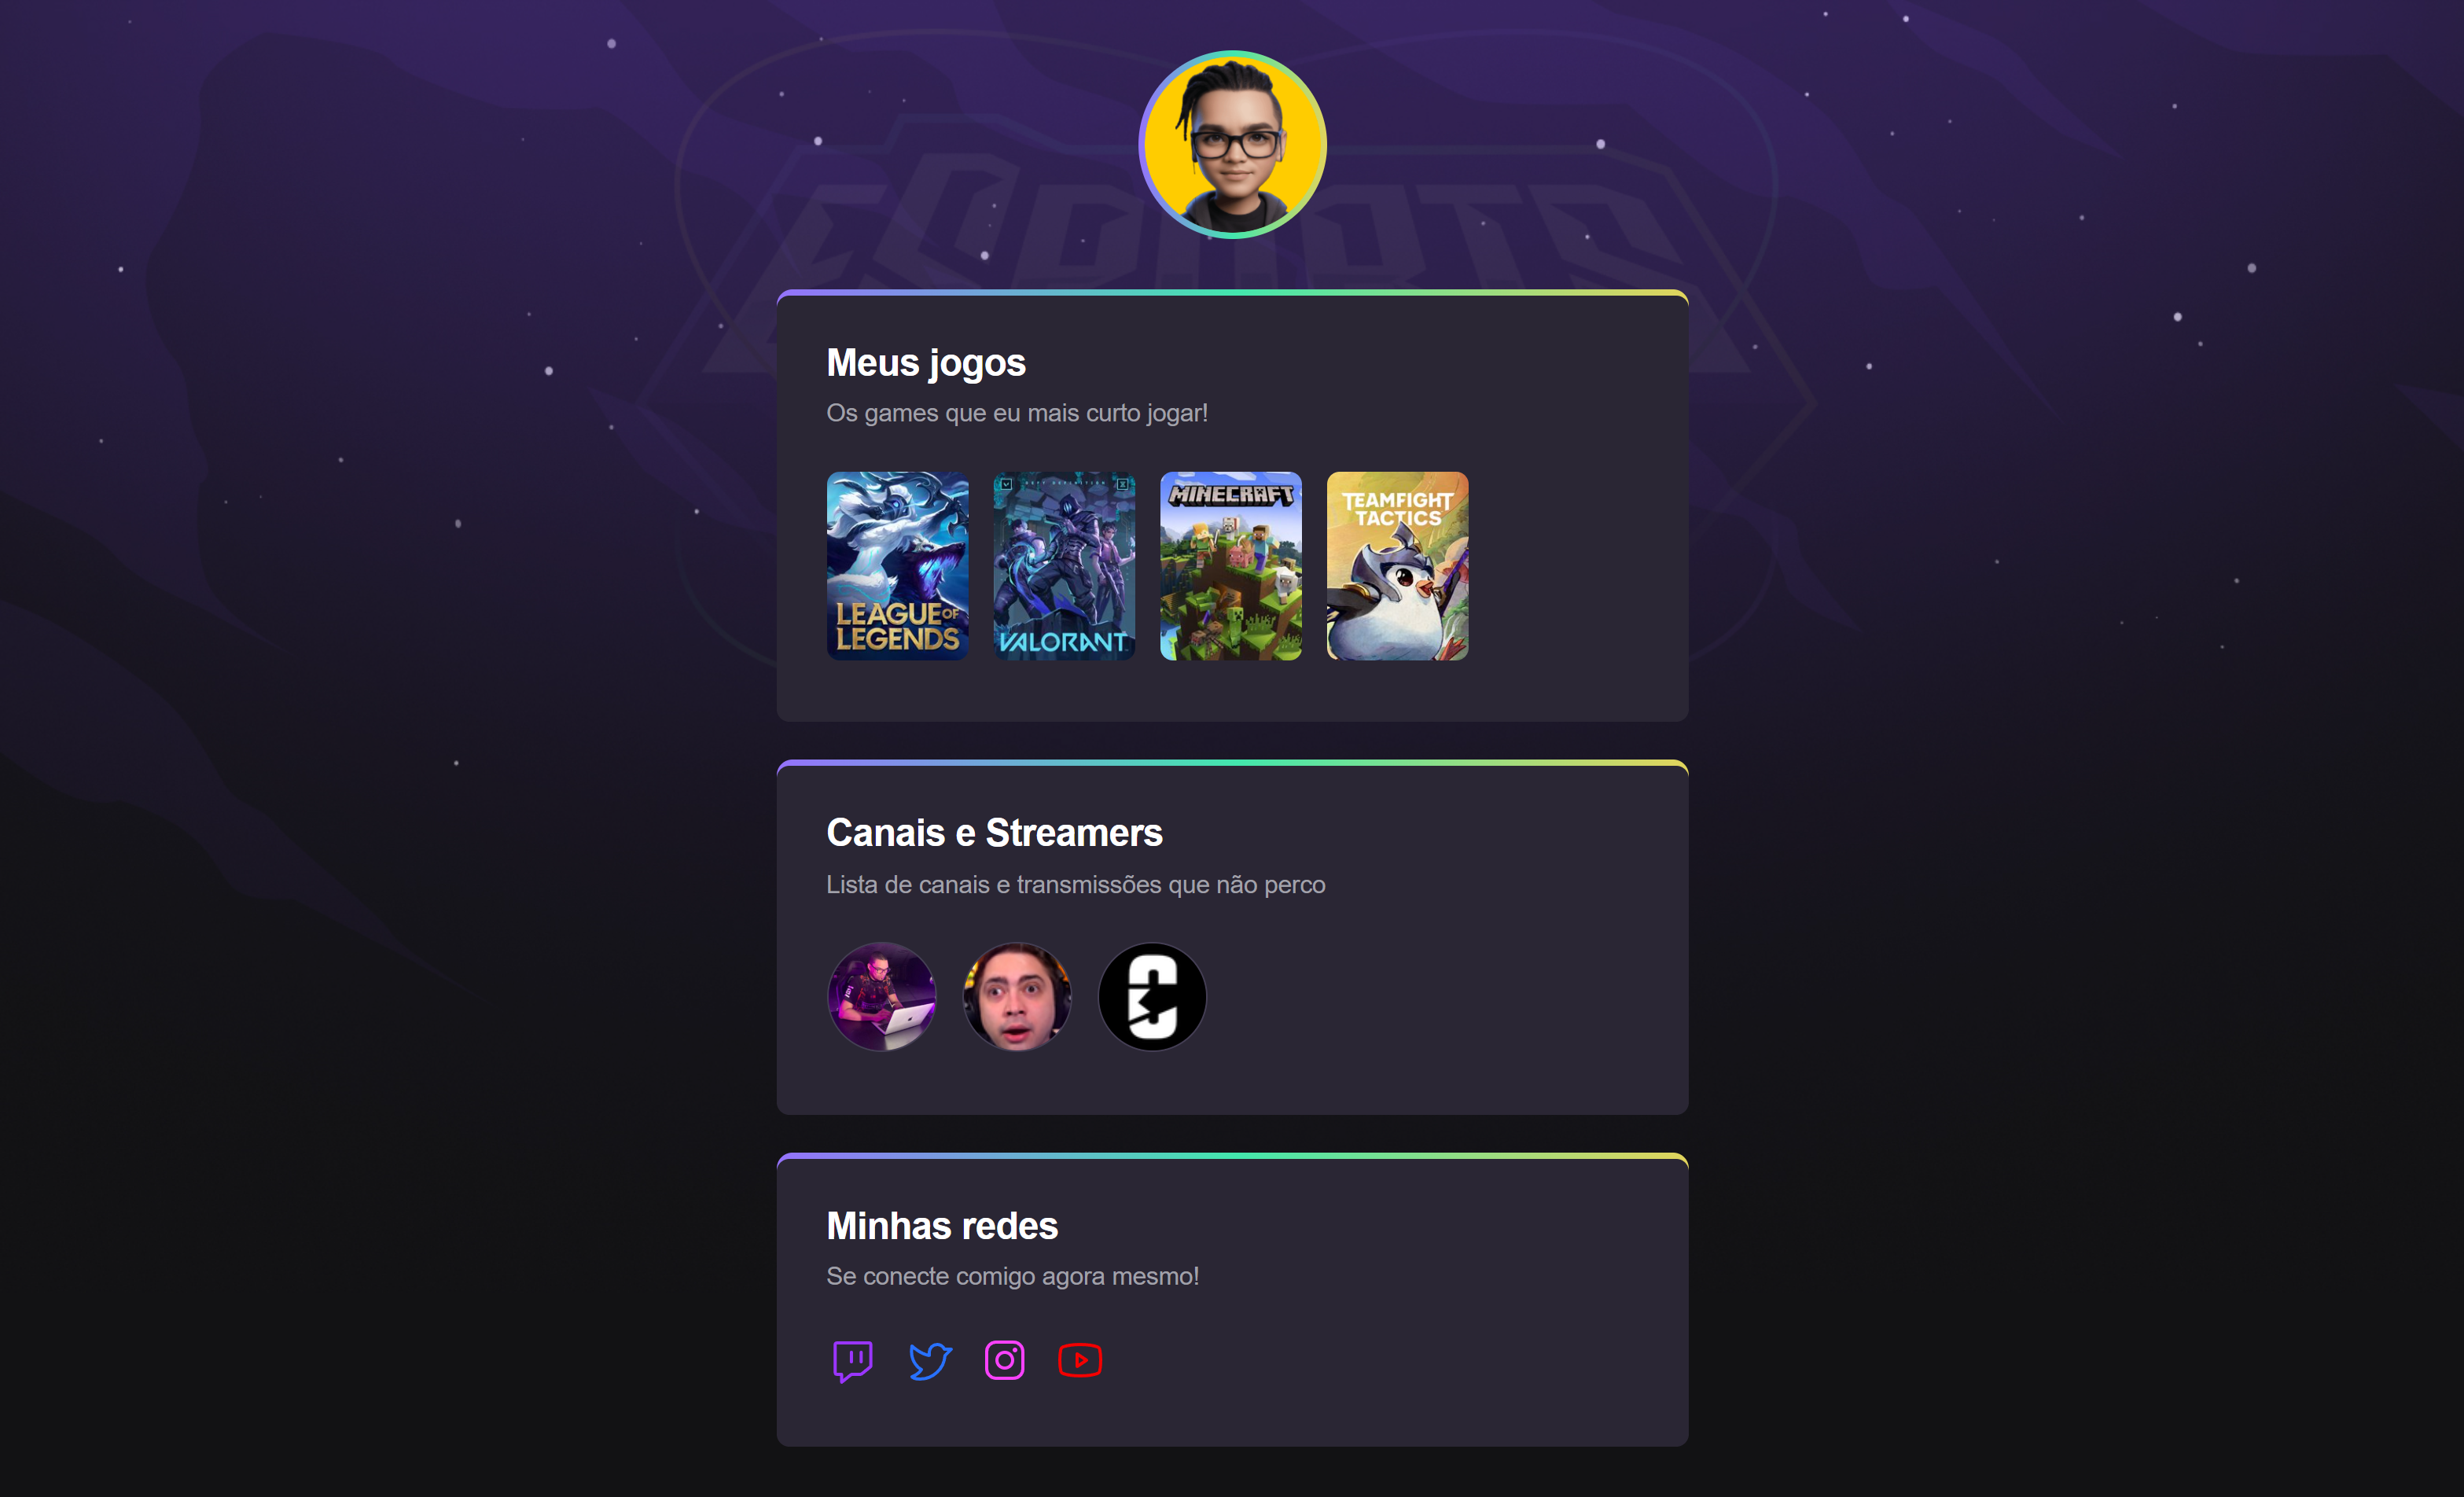 ESPORTS
Meus jogos
Os games que eu mais curto jogar!
LEAGUE OF
LEGENDS
VALORANT
MINECRAFT
TEAMFIGHT
TACTICS
Canais e Streamers
Lista de canais e transmissões que não perco
Minhas redes
Se conecte comigo agora mesmo!